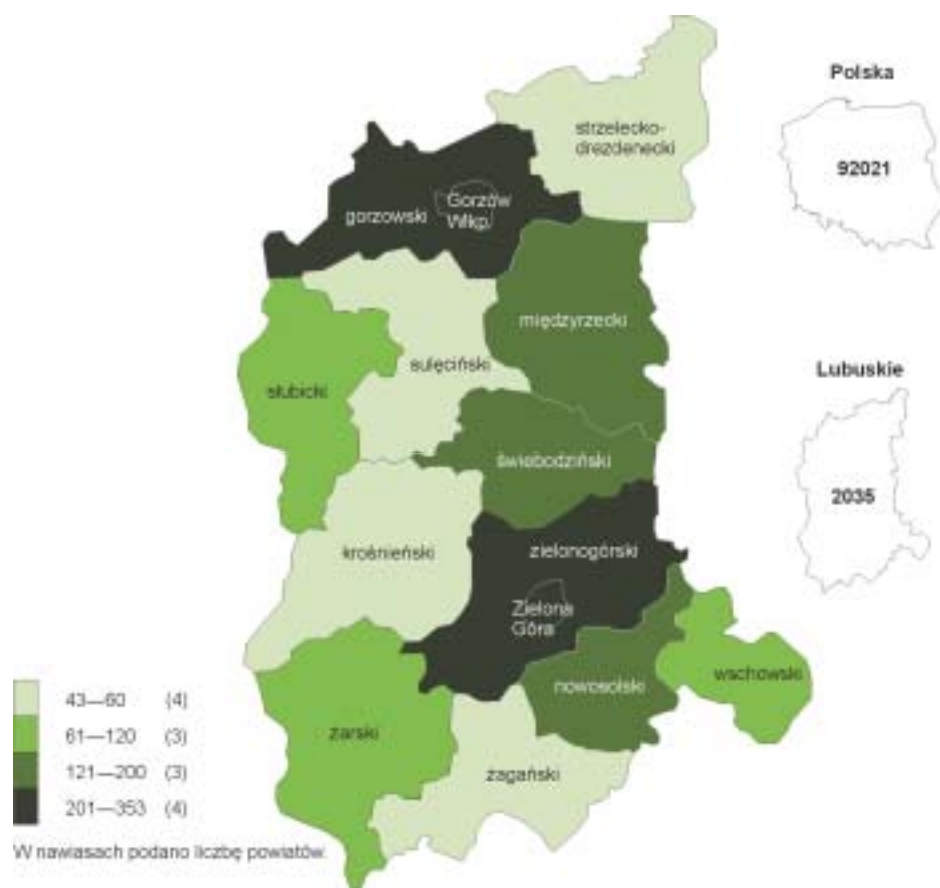 Polska
92021
strzelecko-
drezdenecki
gorzowski
Gorzów
Wlkp.
międzyrzecki
sulęciński
słubicki
Lubuskie
2035
świebodziński
krośnieński
zielonogórski
Zielona
Góra
wschowski
nowosolski
żarski
żagański
43—60 (4)
61—120 (3)
121—200 (3)
201—353 (4)
W nawiasach podano liczbę powiatów.